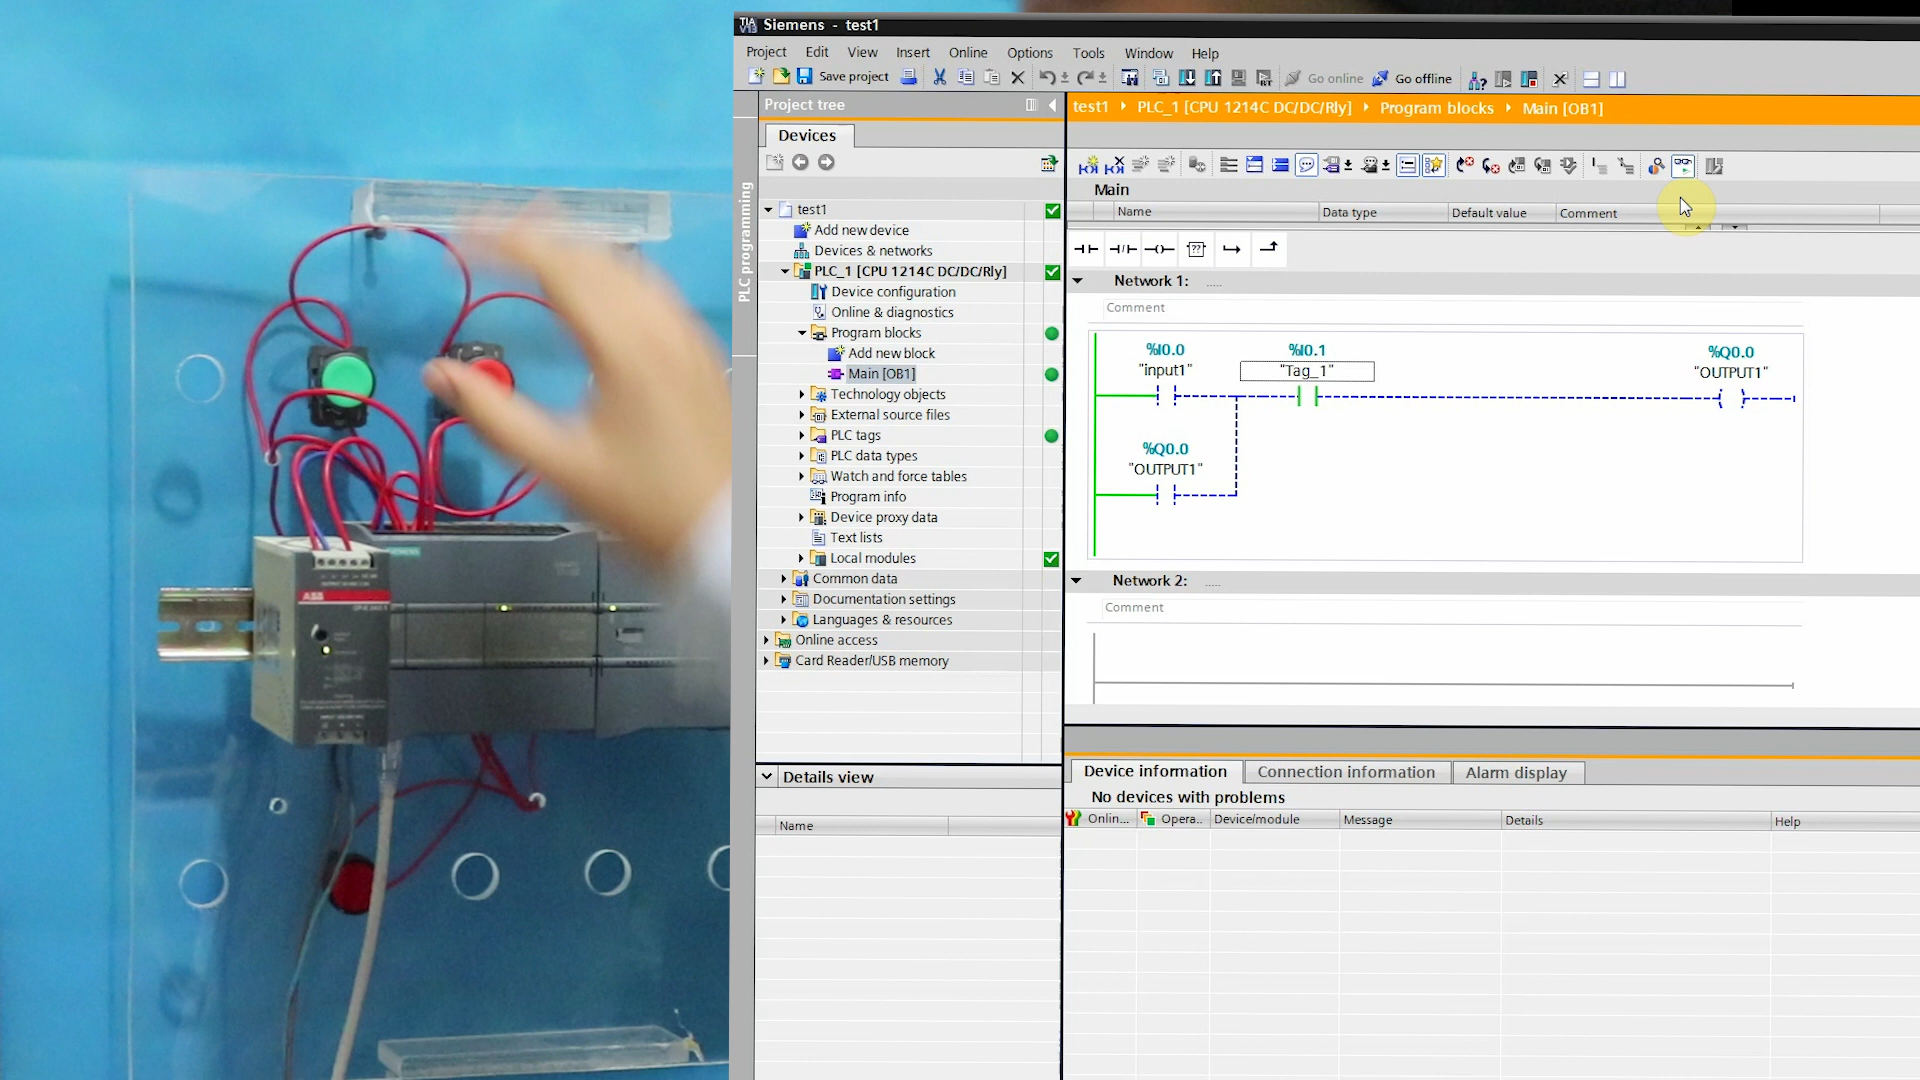 Siemens - test1
Project Edit View Insert Online Options Tools Window Help
Save project Go online Go offline
Project tree
Devices
PLC programming
test1
Add new device
Devices & networks
PLC_1 [CPU 1214C DC/DC/Rly]
Device configuration
Online & diagnostics
Program blocks
Add new block
Main [OB1]
Technology objects
External source files
PLC tags
PLC data types
Watch and force tables
Program info
Device proxy data
Text lists
Local modules
Common data
Documentation settings
Languages & resources
Online access
Card Reader/USB memory
Details view
Name
test1 PLC_1 [CPU 1214C DC/DC/Rly] Program blocks Main [OB1]
Main
Name Data type Default value Comment
Network 1: .....
Comment
%I0.0 %I0.1 %Q0.0
"input1" "Tag_1" "OUTPUT1"
%Q0.0
"OUTPUT1"
Network 2: .....
Comment
Device information Connection information Alarm display
No devices with problems
Onlin... Opera.. Device/module Message Details Help
ABB
SIEMENS